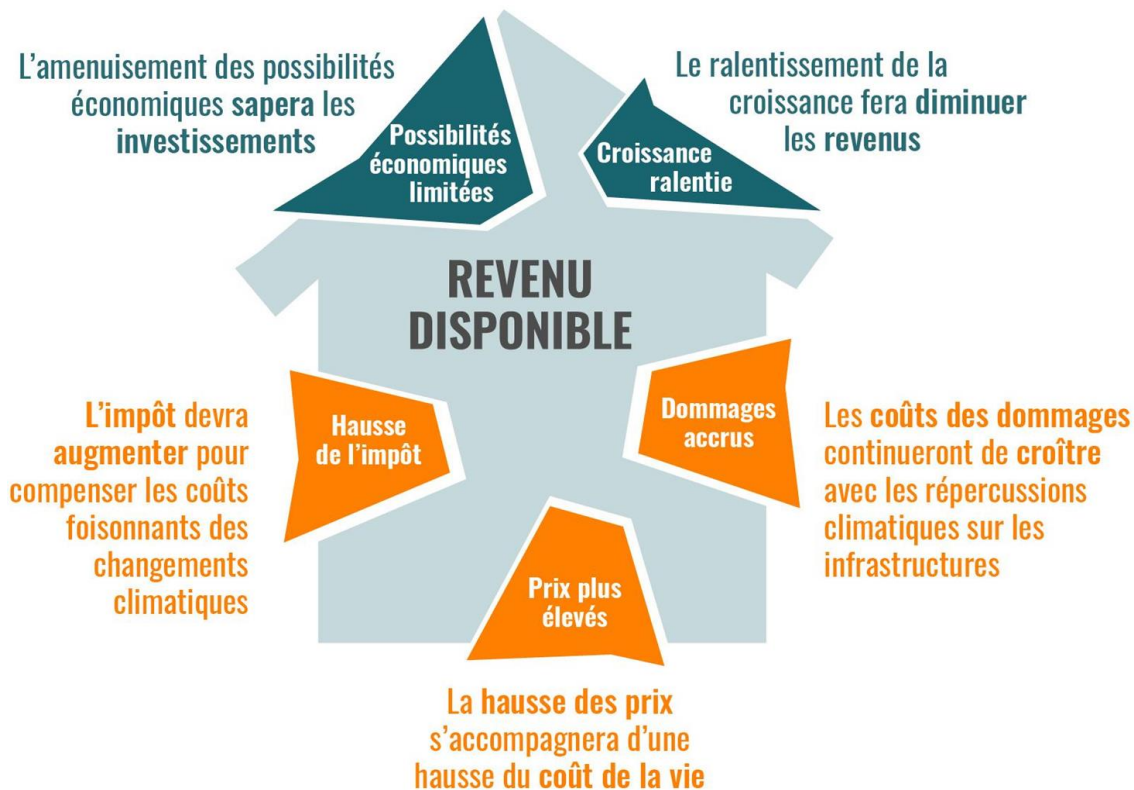 L’amenuisement des possibilités
économiques sapera les
investissements
Possibilités
économiques
limitées
Le ralentissement de la
croissance fera diminuer
les revenus
Croissance
ralentie
REVENU
DISPONIBLE
L’impôt devra
augmenter pour
compenser les coûts
foisonnants des
changements
climatiques
Hausse
de l’impôt
Dommages
accrus
Les coûts des dommages
continueront de croître
avec les répercussions
climatiques sur les
infrastructures
Prix plus
élevés
La hausse des prix
s’accompagnera d’une
hausse du coût de la vie